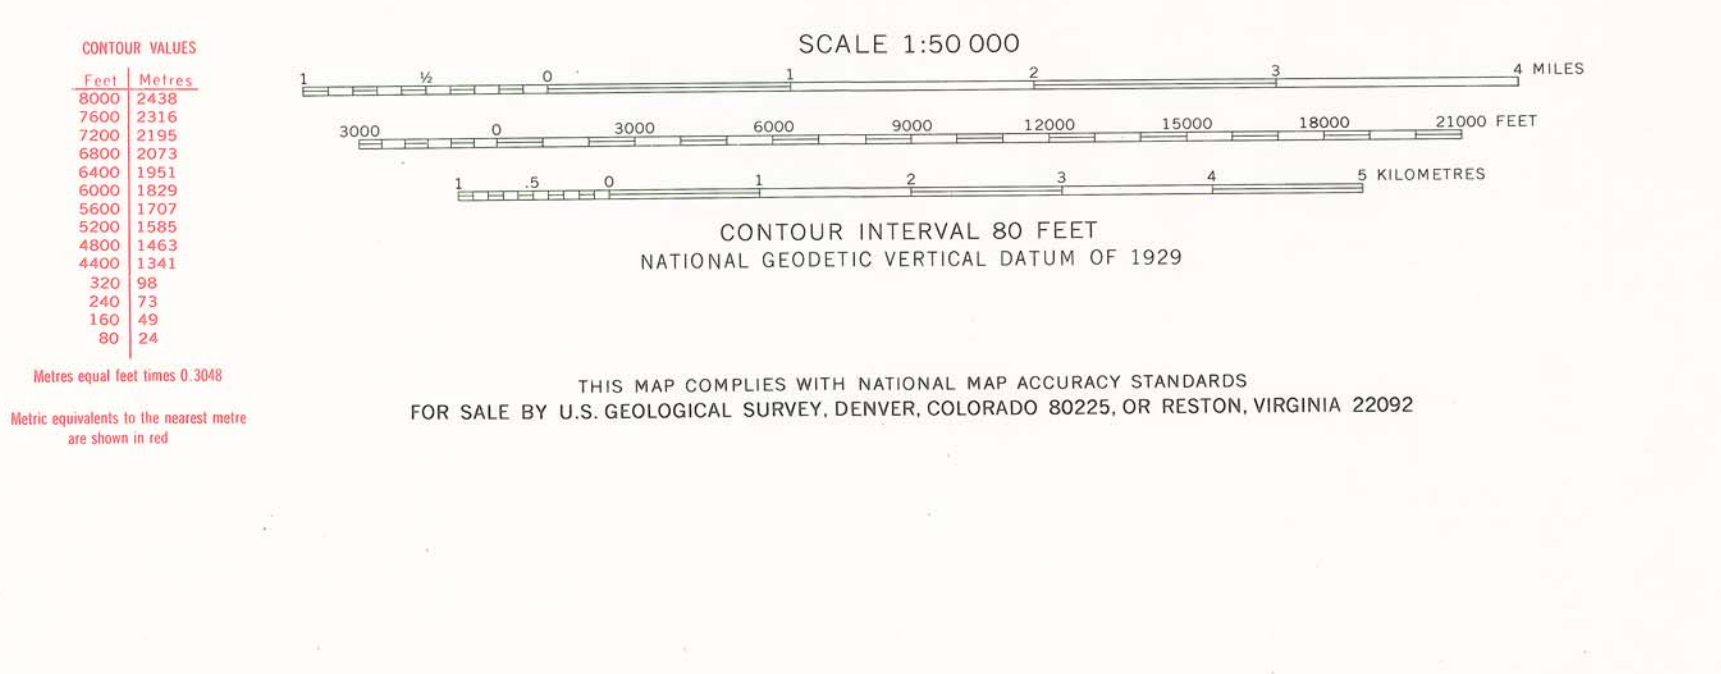 CONTOUR VALUES
Feet Metres
8000 2438
7600 2316
7200 2195
6800 2073
6400 1951
6000 1829
5600 1707
5200 1585
4800 1463
4400 1341
320 98
240 73
160 49
80 24
Metres equal feet times 0.3048
Metric equivalents to the nearest metre
are shown in red
SCALE 1:50 000
1 ½ 0 1 2 3 4 MILES
3000 0 3000 6000 9000 12000 15000 18000 21000 FEET
1 .5 0 1 2 3 4 5 KILOMETRES
CONTOUR INTERVAL 80 FEET
NATIONAL GEODETIC VERTICAL DATUM OF 1929
THIS MAP COMPLIES WITH NATIONAL MAP ACCURACY STANDARDS
FOR SALE BY U.S. GEOLOGICAL SURVEY, DENVER, COLORADO 80225, OR RESTON, VIRGINIA 22092